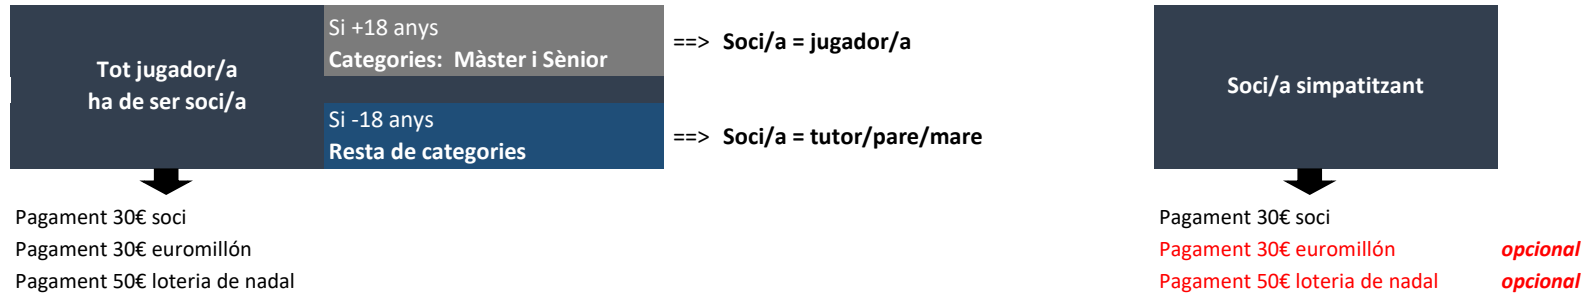 Tot jugador/a
ha de ser soci/a
Si +18 anys
Categories: Màster i Sènior
==> Soci/a = jugador/a
Si -18 anys
Resta de categories
==> Soci/a = tutor/pare/mare
Pagament 30€ soci
Pagament 30€ euromillón
Pagament 50€ loteria de nadal
Soci/a simpatitzant
Pagament 30€ soci
Pagament 30€ euromillón opcional
Pagament 50€ loteria de nadal opcional